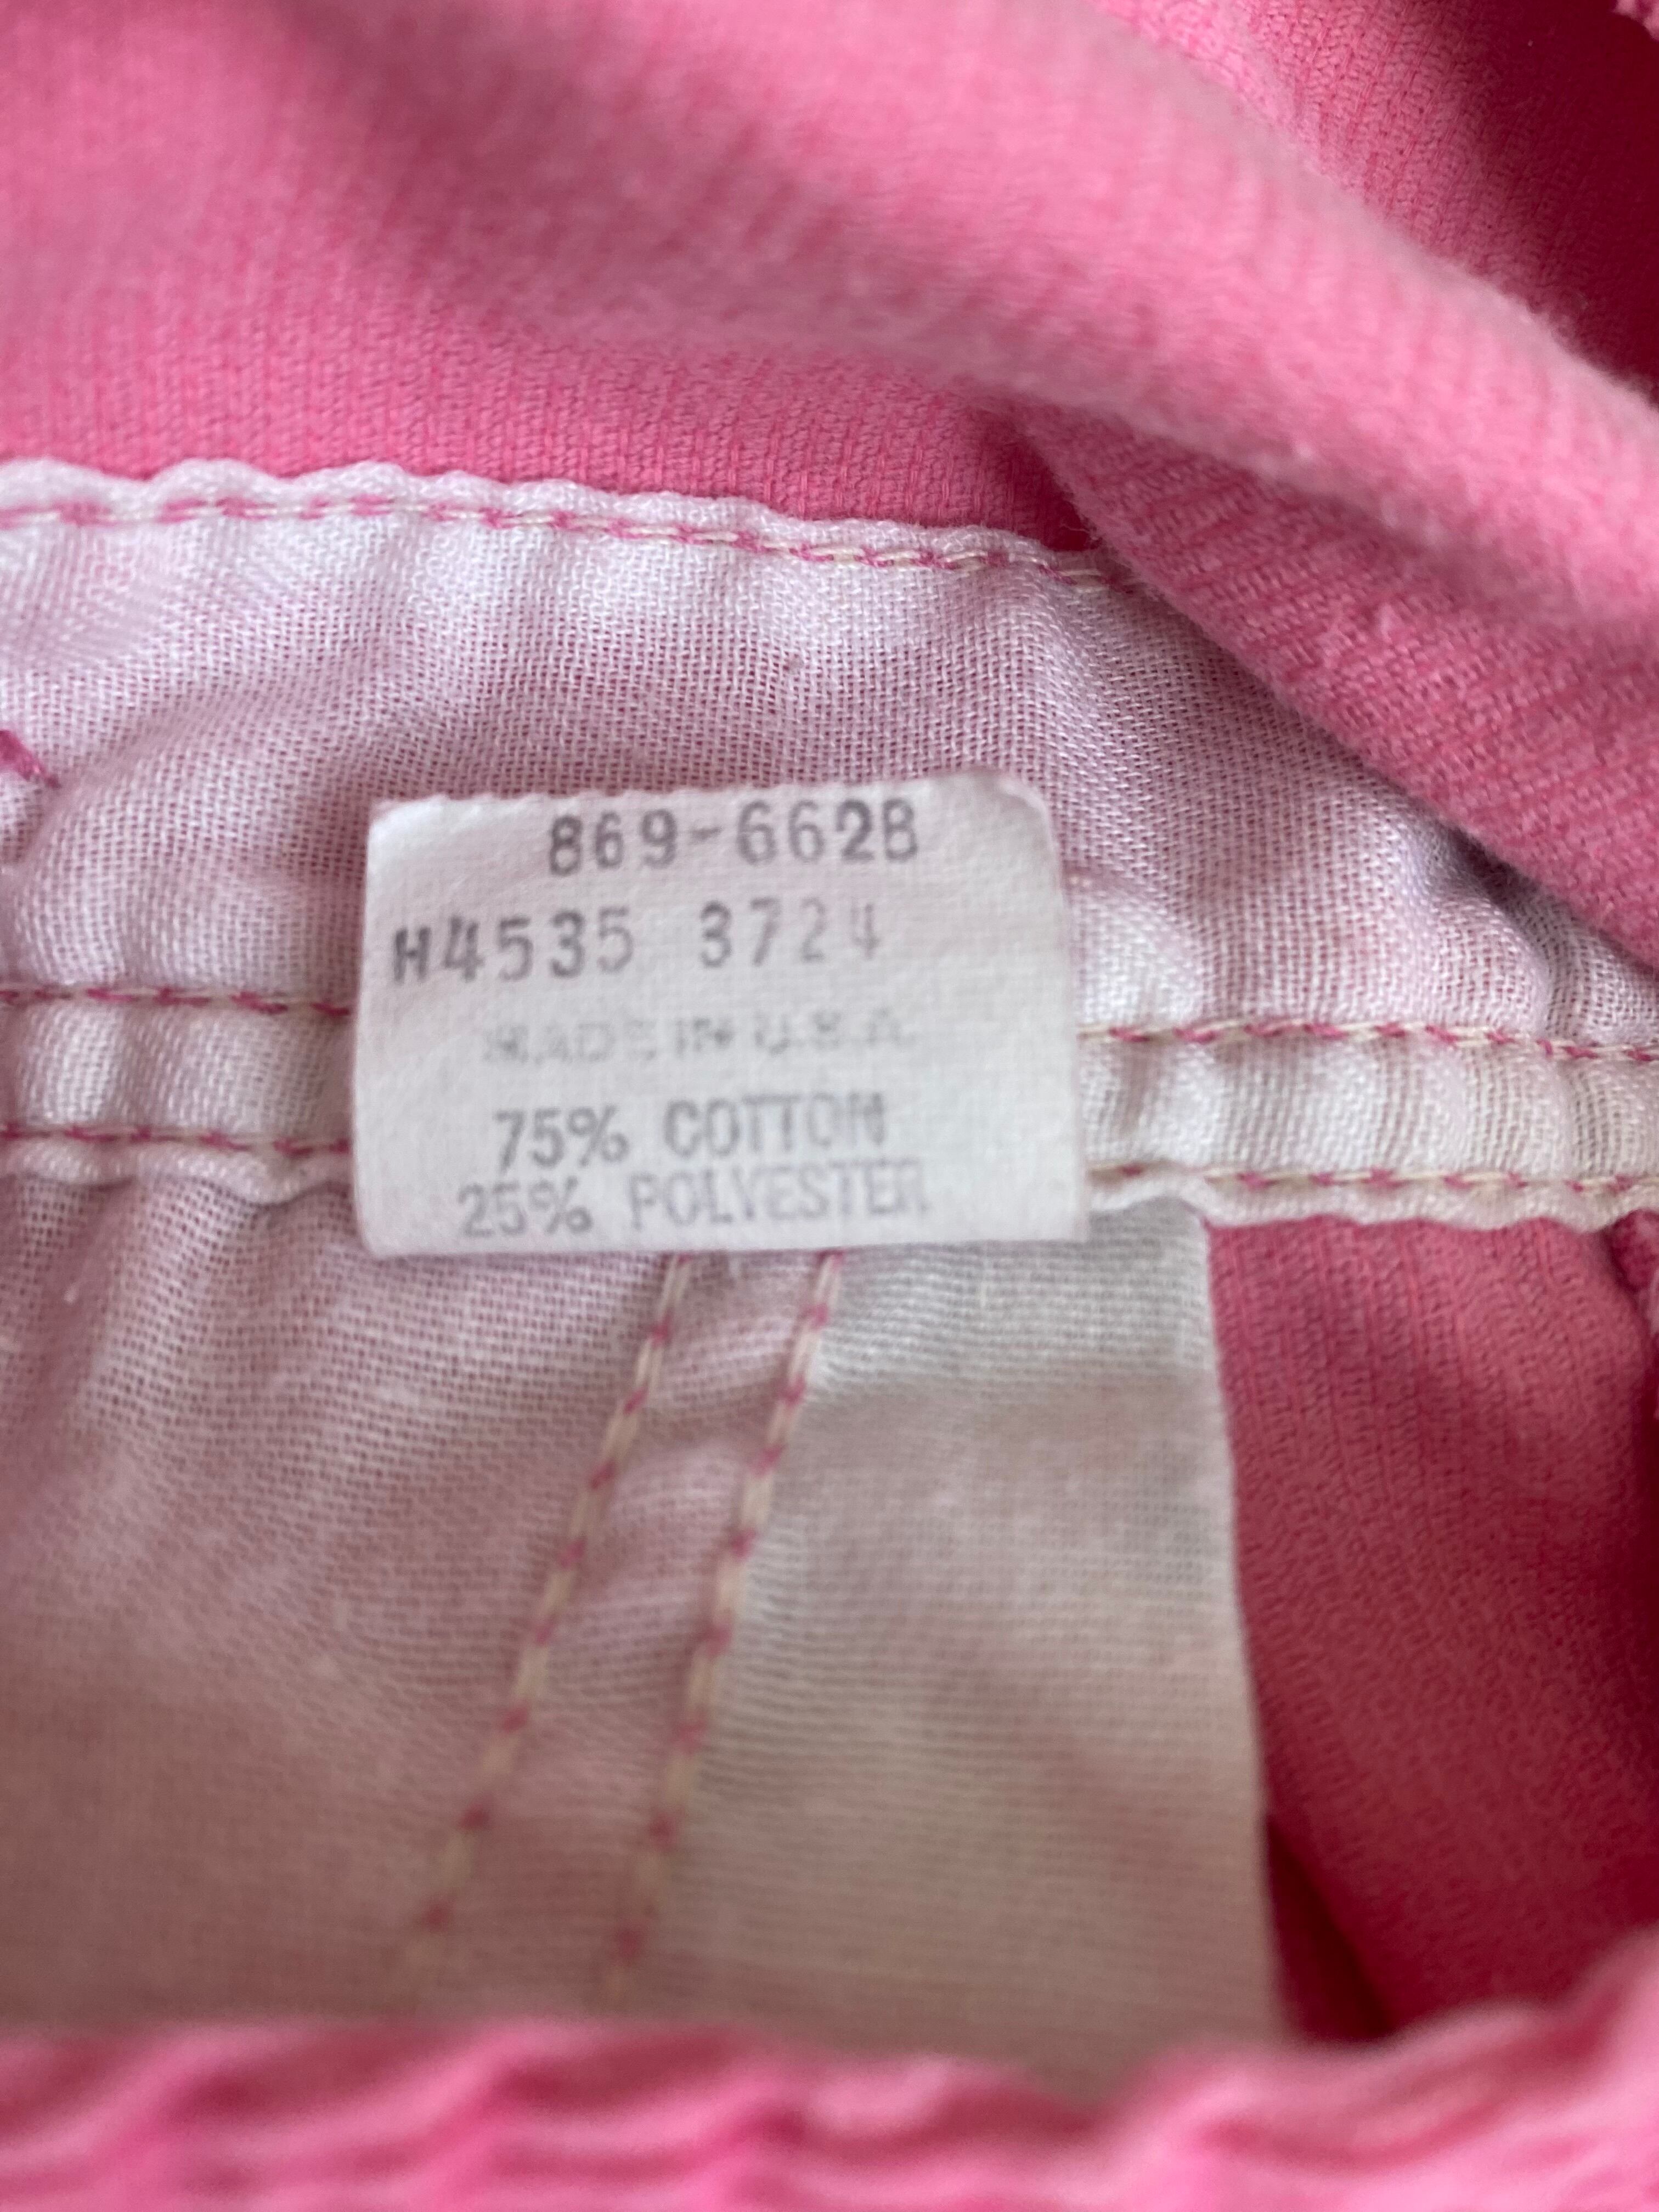 869-662B
H4535 3724
MADE IN U.S.A.
75% COTTON
25% POLYESTER